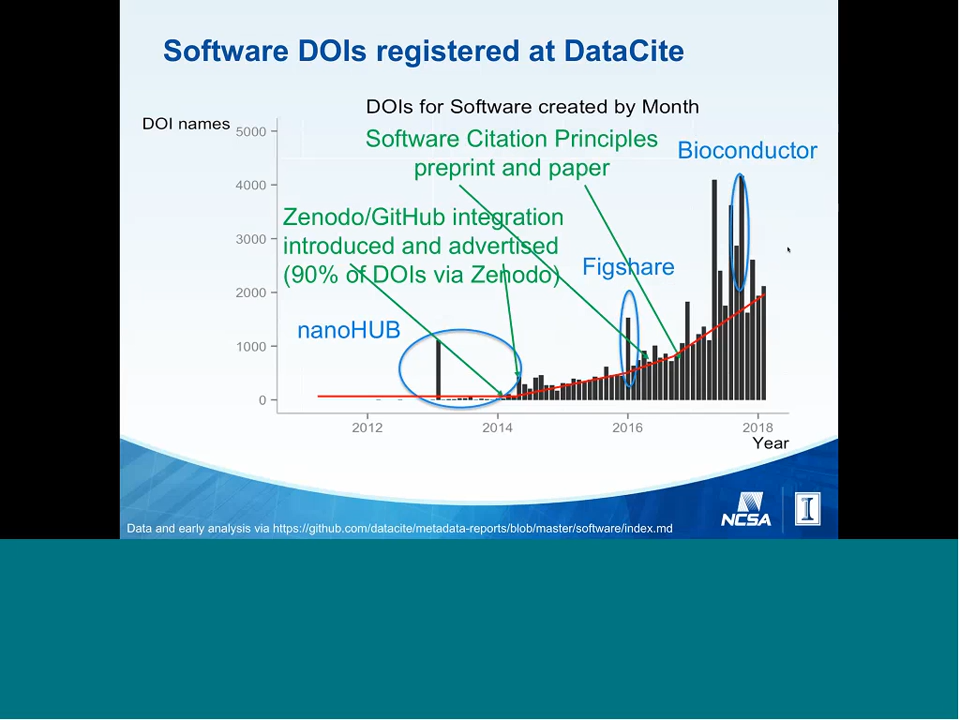 Software DOIs registered at DataCite
DOIs for Software created by Month
DOI names
5000
Software Citation Principles
preprint and paper
Bioconductor
4000
Zenodo/GitHub integration
introduced and advertised
(90% of DOIs via Zenodo)
3000
Figshare
2000
nanoHUB
1000
0
2012 2014 2016 2018
Year
NCSA
I
Data and early analysis via https://github.com/datacite/metadata-reports/blob/master/software/index.md